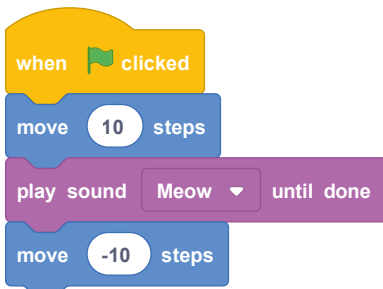 when clicked
move 10 steps
play sound Meow until done
move -10 steps